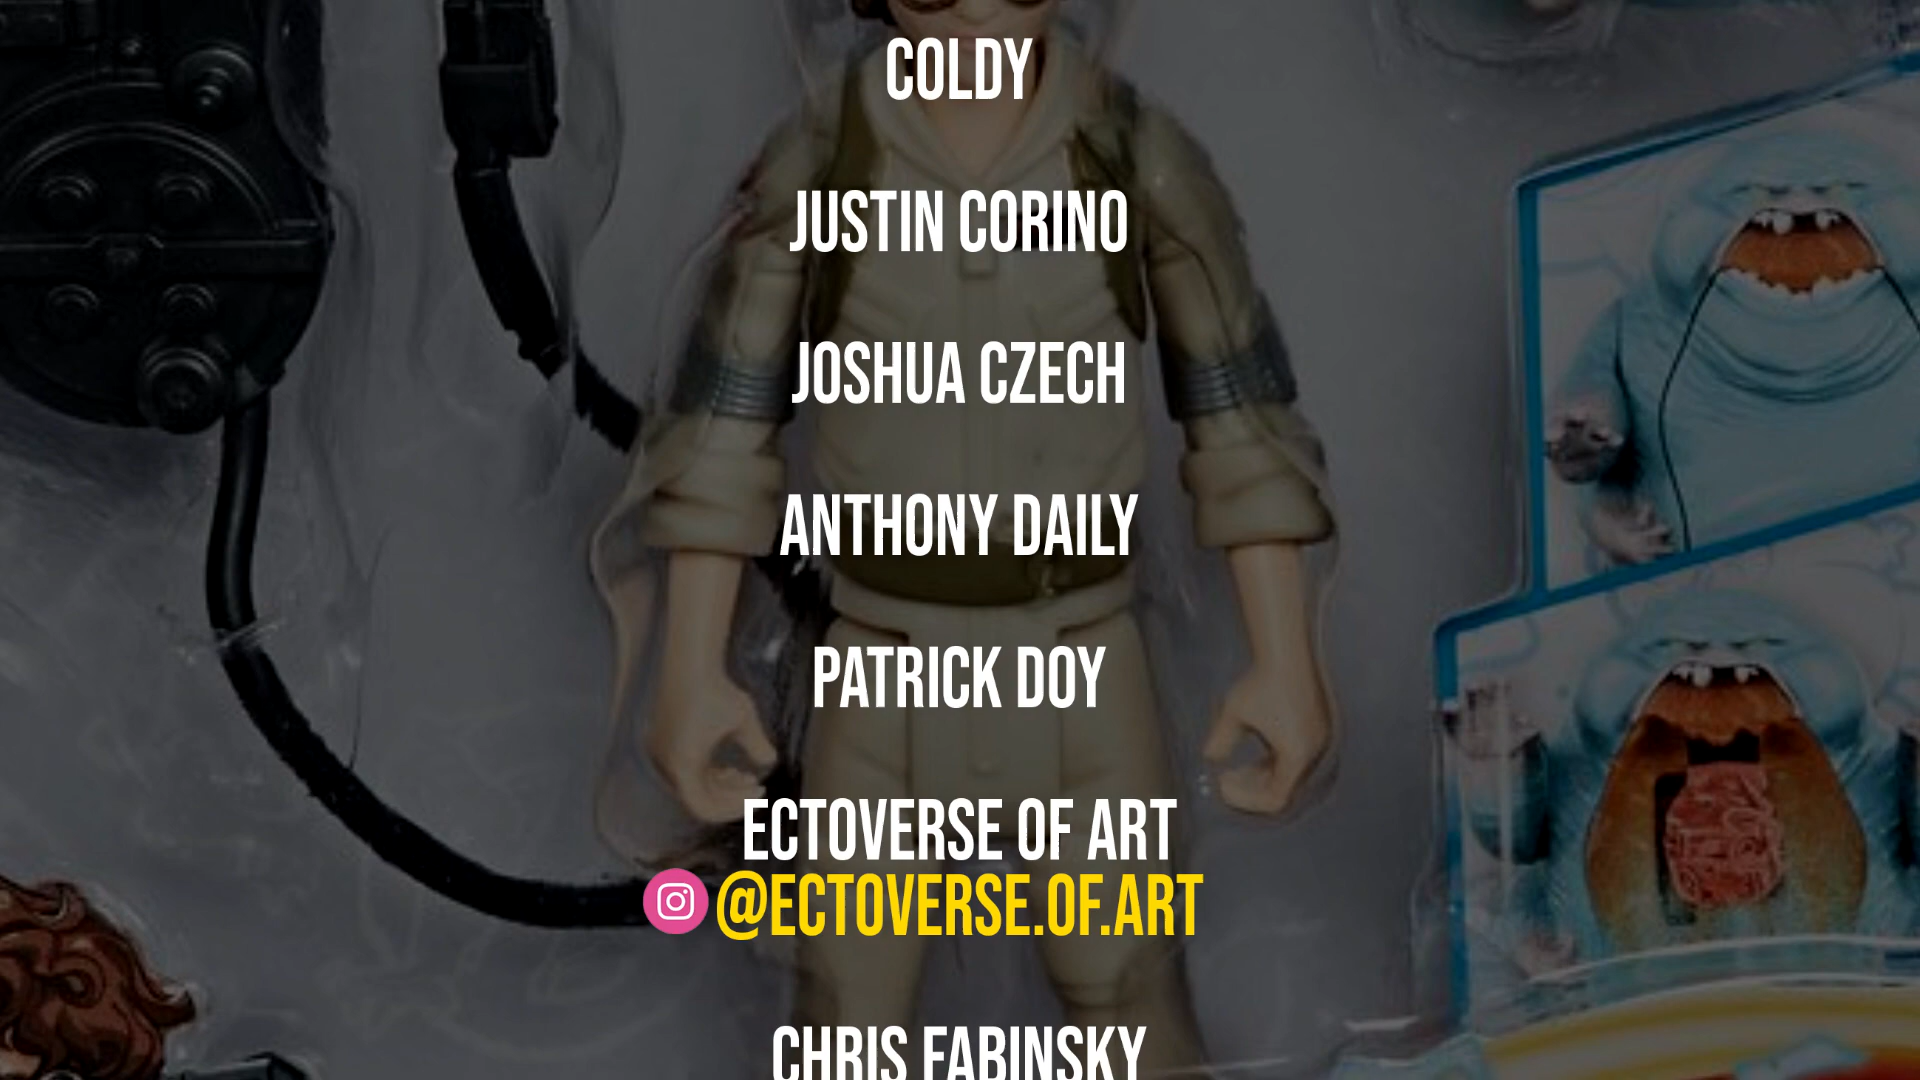 COLDY
JUSTIN CORINO
JOSHUA CZECH
ANTHONY DAILY
PATRICK DOY
ECTOVERSE OF ART
@ECTOVERSE.OF.ART
CHRIS FABINSKY